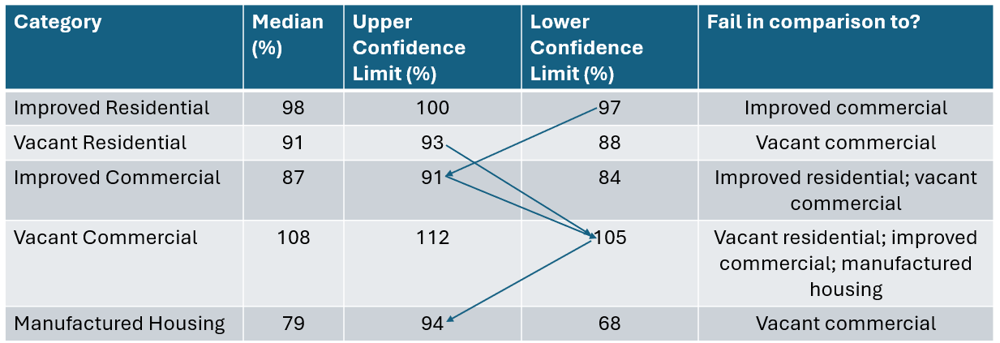 Category Median (%) Upper Confidence Limit (%) Lower Confidence Limit (%) Fail in comparison to?
Improved Residential 98 100 97 Improved commercial
Vacant Residential 91 93 88 Vacant commercial
Improved Commercial 87 91 84 Improved residential; vacant commercial
Vacant Commercial 108 112 105 Vacant residential; improved commercial; manufactured housing
Manufactured Housing 79 94 68 Vacant commercial